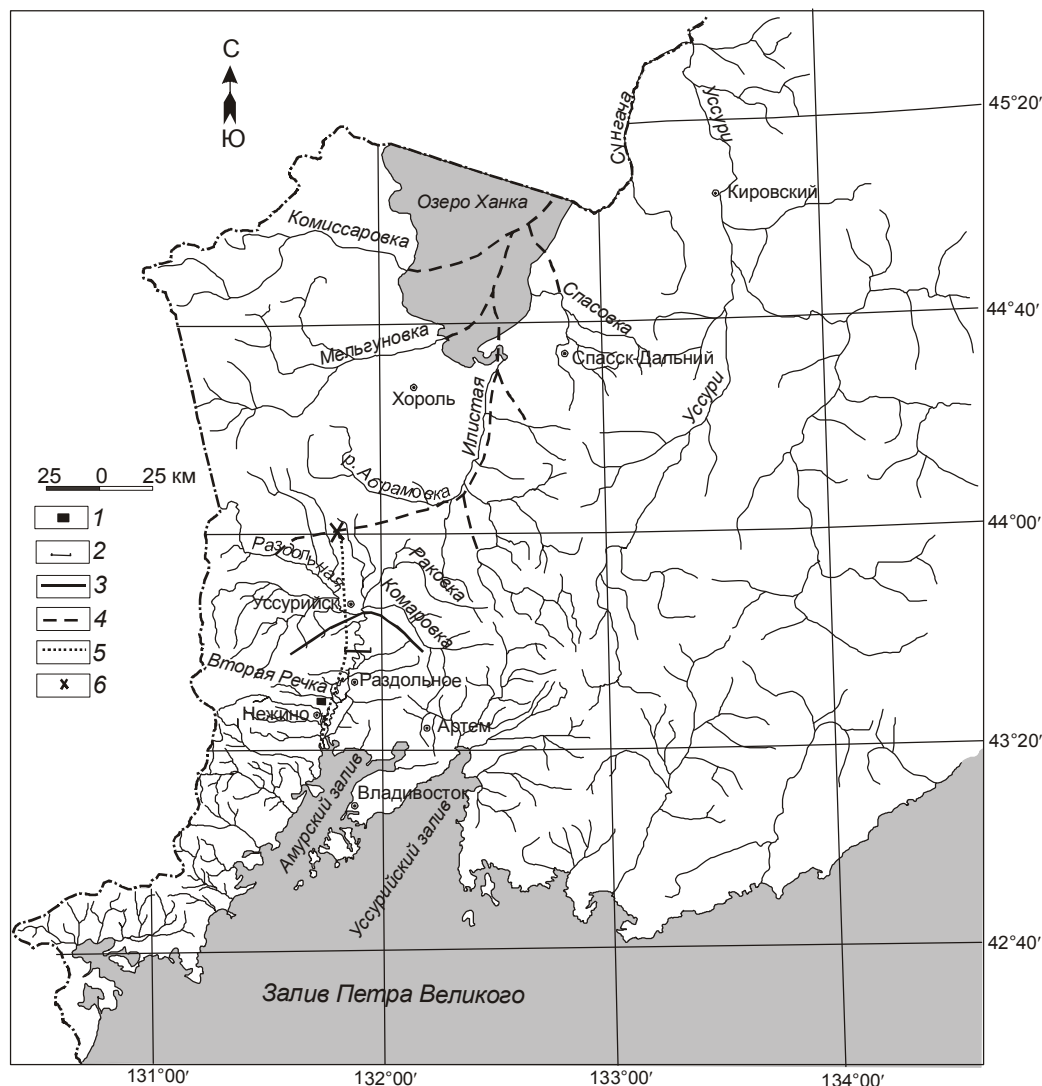 С
Ю
Сунгача
Уссури
45°20′
Кировский
Озеро Ханка
Комиссаровка
Спасовка
44°40′
Мельгуновка
Спасск-Дальний
Хороль
Илистая
Уссури
25 0 25 км
р. Абрамовка
1
2
3
4
5
6
44°00′
Раздольная
Раковка
Уссурийск
Комаровка
Вторая Речка
Раздольное
Нежино
Артем
43°20′
Владивосток
Амурский залив
Уссурийский залив
42°40′
Залив Петра Великого
131°00′
132°00′
133°00′
134°00′